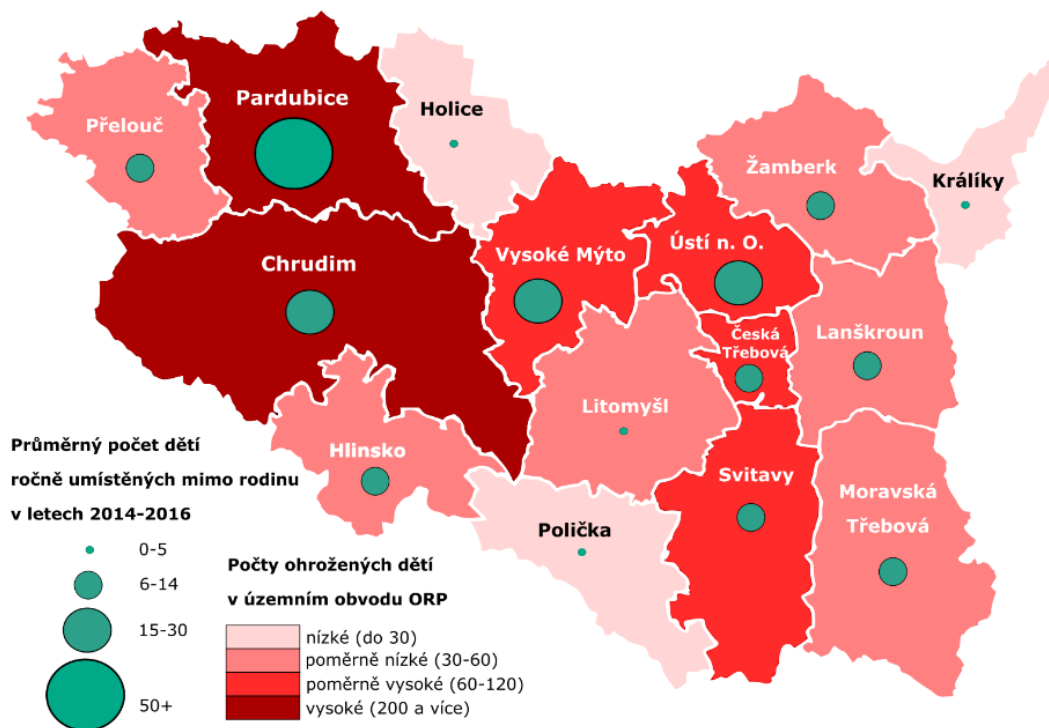 Pardubice
Holice
Přelouč
Žamberk
Králíky
Ústí n. O.
Vysoké Mýto
Chrudim
Česká
Třebová
Lanškroun
Litomyšl
Hlinsko
Svitavy
Moravská
Třebová
Polička
Průměrný počet dětí
ročně umístěných mimo rodinu
v letech 2014-2016
0-5
6-14
15-30
50+
Počty ohrožených dětí
v územním obvodu ORP
nízké (do 30)
poměrně nízké (30-60)
poměrně vysoké (60-120)
vysoké (200 a více)